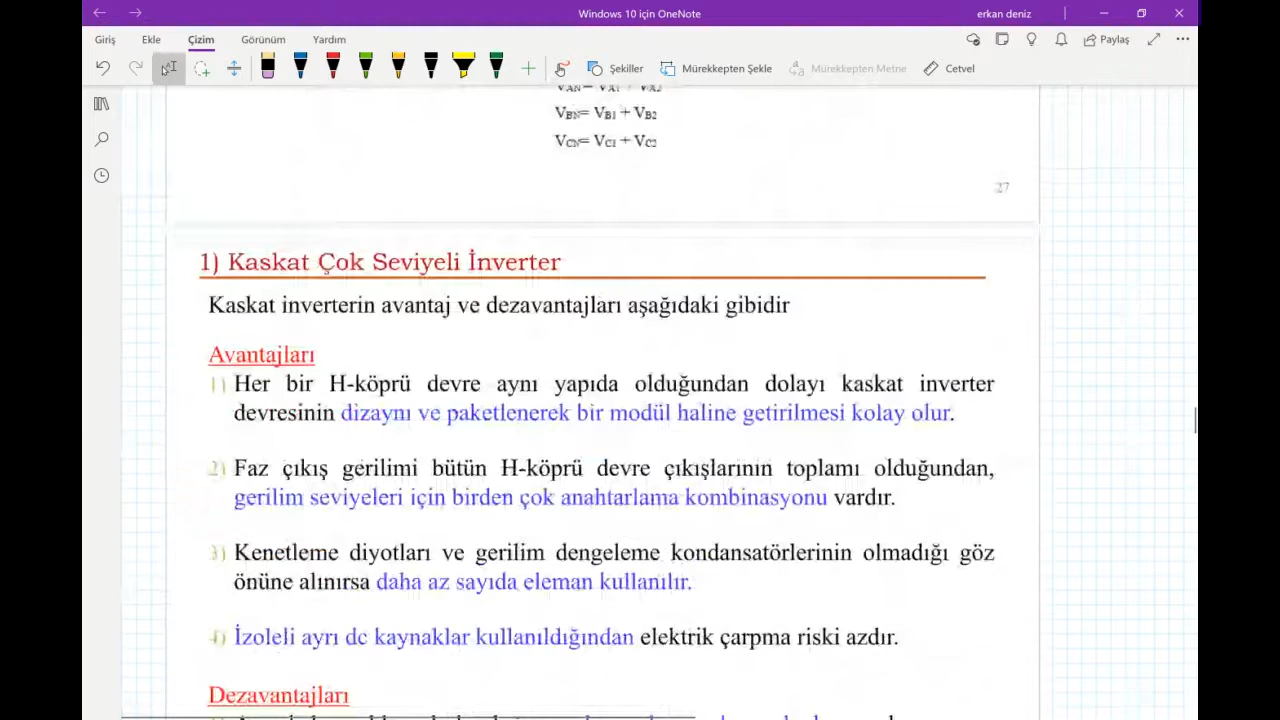 Windows 10 için OneNote
erkan deniz
Giriş Ekle Çizim Görünüm Yardım
Paylaş
Şekiller Mürekkepten Şekle Mürekkepten Metne Cetvel
VBN= VB1 + VB2
VCN= VC1 + VC2
27
1) Kaskat Çok Seviyeli İnverter
Kaskat inverterin avantaj ve dezavantajları aşağıdaki gibidir
Avantajları
1) Her bir H-köprü devre aynı yapıda olduğundan dolayı kaskat inverter
devresinin dizaynı ve paketlenerek bir modül haline getirilmesi kolay olur.
2) Faz çıkış gerilimi bütün H-köprü devre çıkışlarının toplamı olduğundan,
gerilim seviyeleri için birden çok anahtarlama kombinasyonu vardır.
3) Kenetleme diyotları ve gerilim dengeleme kondansatörlerinin olmadığı göz
önüne alınırsa daha az sayıda eleman kullanılır.
4) İzoleli ayrı dc kaynaklar kullanıldığından elektrik çarpma riski azdır.
Dezavantajları